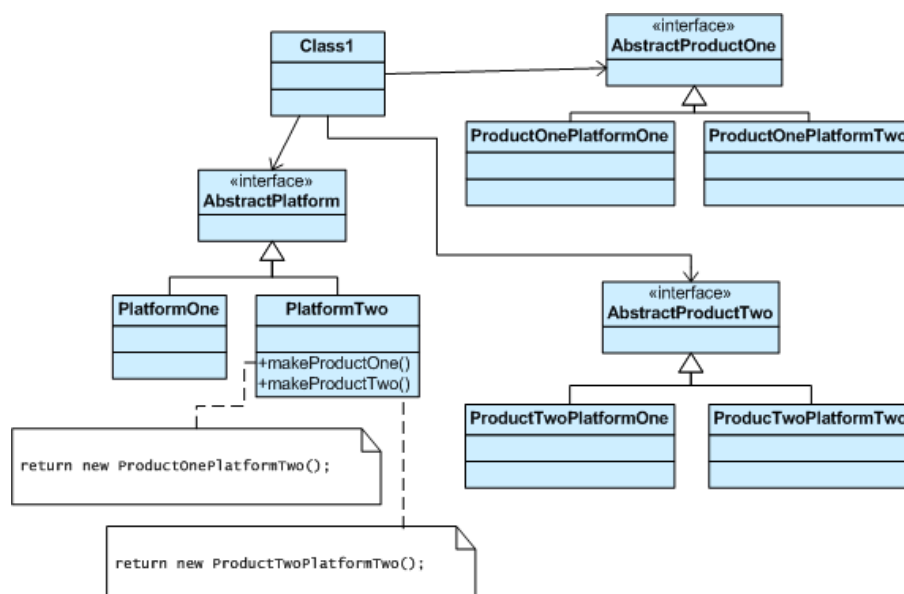 Class1
«interface»
AbstractProductOne
ProductOnePlatformOne
ProductOnePlatformTwo
«interface»
AbstractPlatform
PlatformOne
PlatformTwo
+makeProductOne()
+makeProductTwo()
«interface»
AbstractProductTwo
ProductTwoPlatformOne
ProducTwoPlatformTwo
return new ProductOnePlatformTwo();
return new ProductTwoPlatformTwo();